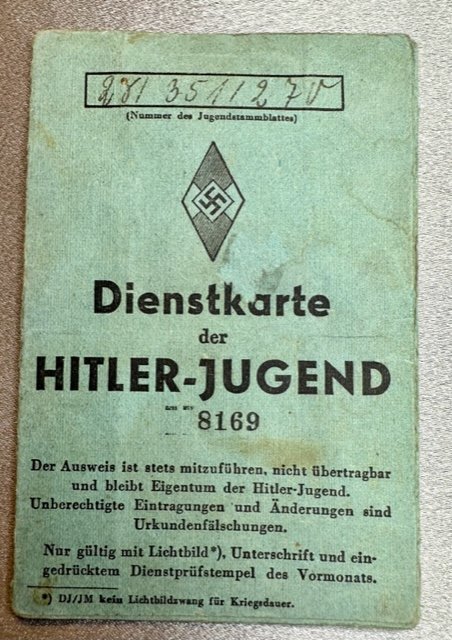 281 351/270
(Nummer des Jugendstammblattes)
Dienstkarte
der
HITLER-JUGEND
8169
Der Ausweis ist stets mitzuführen, nicht übertragbar
und bleibt Eigentum der Hitler-Jugend.
Unberechtigte Eintragungen und Änderungen sind
Urkundenfälschungen.
Nur gültig mit Lichtbild*), Unterschrift und ein-
gedrücktem Dienstprüfstempel des Vormonats.
*) DJ/JM kein Lichtbildzwang für Kriegsdauer.